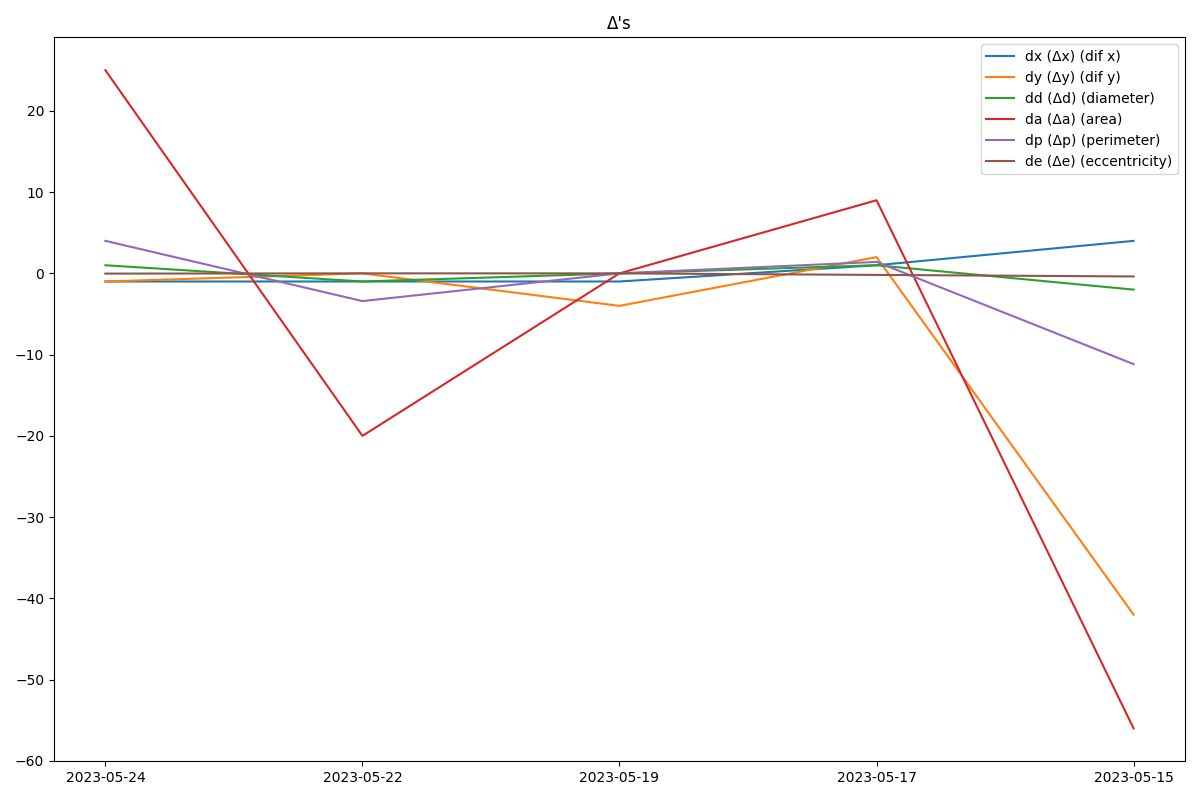 Δ's
dx (Δx) (dif x)
dy (Δy) (dif y)
dd (Δd) (diameter)
da (Δa) (area)
dp (Δp) (perimeter)
de (Δe) (eccentricity)
20
10
0
−10
−20
−30
−40
−50
−60
2023-05-24 2023-05-22 2023-05-19 2023-05-17 2023-05-15